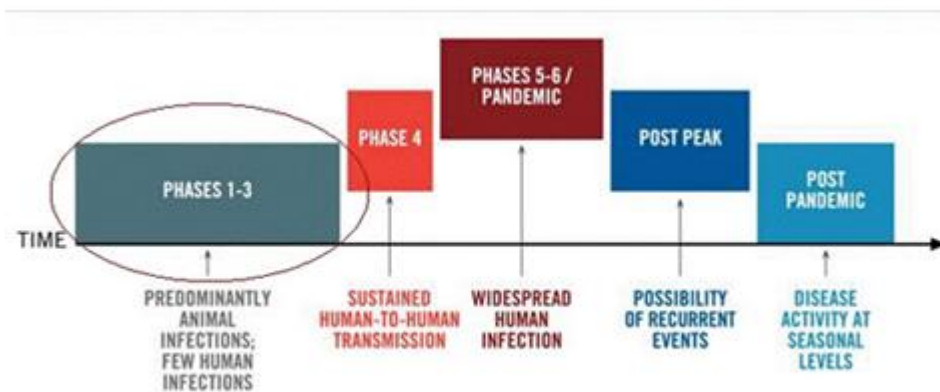 PHASES 5-6 /
PANDEMIC
PHASE 4
POST PEAK
PHASES 1-3
POST
PANDEMIC
TIME
PREDOMINANTLY
ANIMAL
INFECTIONS;
FEW HUMAN
INFECTIONS
SUSTAINED
HUMAN-TO-HUMAN
TRANSMISSION
WIDESPREAD
HUMAN
INFECTION
POSSIBILITY
OF RECURRENT
EVENTS
DISEASE
ACTIVITY AT
SEASONAL
LEVELS